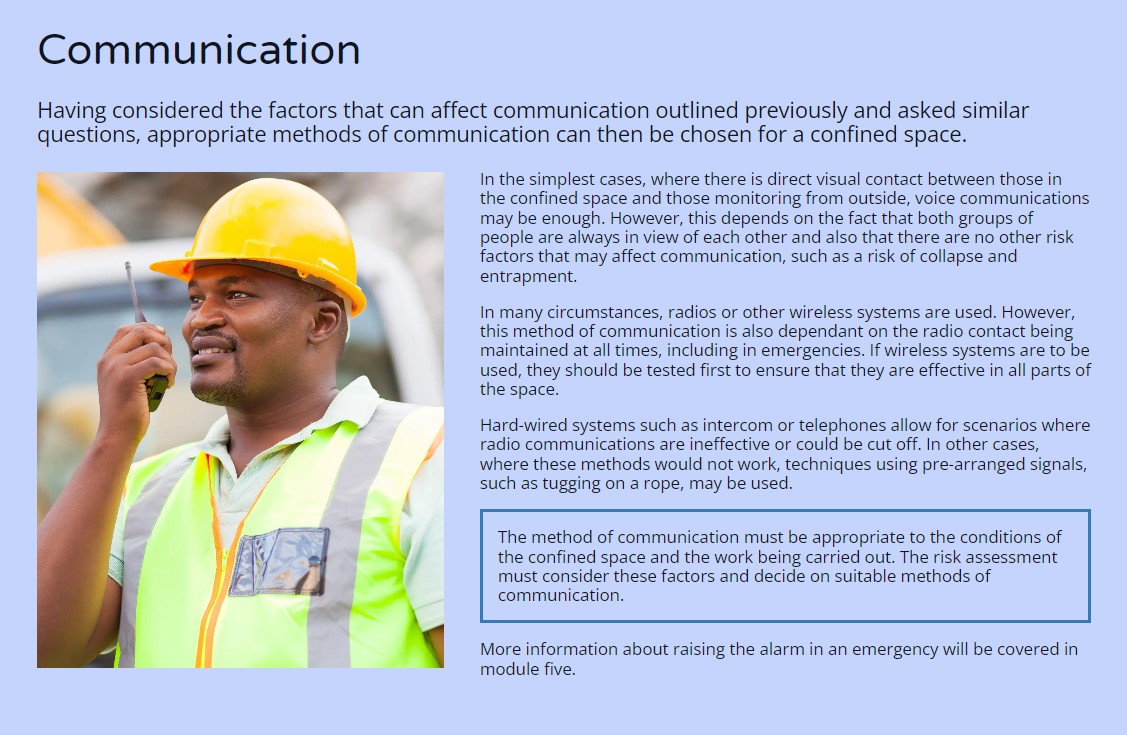 Communication
Having considered the factors that can affect communication outlined previously and asked similar
questions, appropriate methods of communication can then be chosen for a confined space.
In the simplest cases, where there is direct visual contact between those in
the confined space and those monitoring from outside, voice communications
may be enough. However, this depends on the fact that both groups of
people are always in view of each other and also that there are no other risk
factors that may affect communication, such as a risk of collapse and
entrapment.
In many circumstances, radios or other wireless systems are used. However,
this method of communication is also dependant on the radio contact being
maintained at all times, including in emergencies. If wireless systems are to be
used, they should be tested first to ensure that they are effective in all parts of
the space.
Hard-wired systems such as intercom or telephones allow for scenarios where
radio communications are ineffective or could be cut off. In other cases,
where these methods would not work, techniques using pre-arranged signals,
such as tugging on a rope, may be used.
The method of communication must be appropriate to the conditions of
the confined space and the work being carried out. The risk assessment
must consider these factors and decide on suitable methods of
communication.
More information about raising the alarm in an emergency will be covered in
module five.